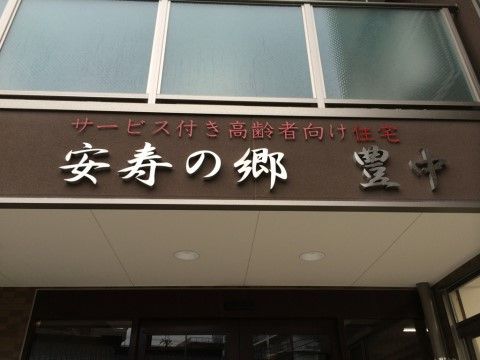 サービス付き高齢者向け住宅
安寿の郷 豊中